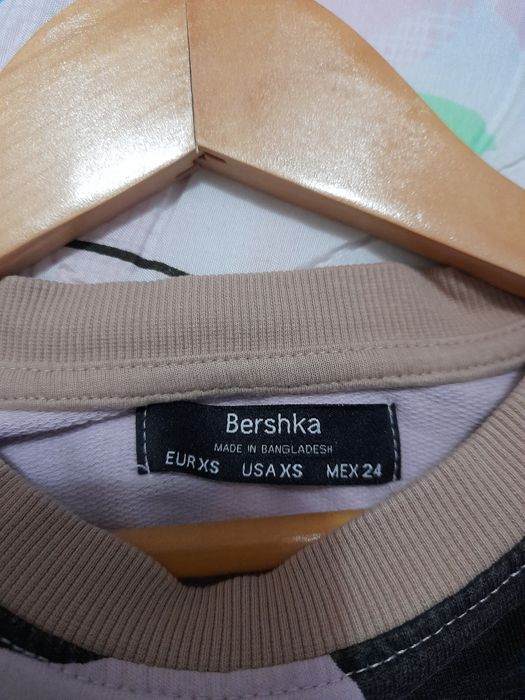 Bershka
MADE IN BANGLADESH
EUR XS USA XS MEX 24